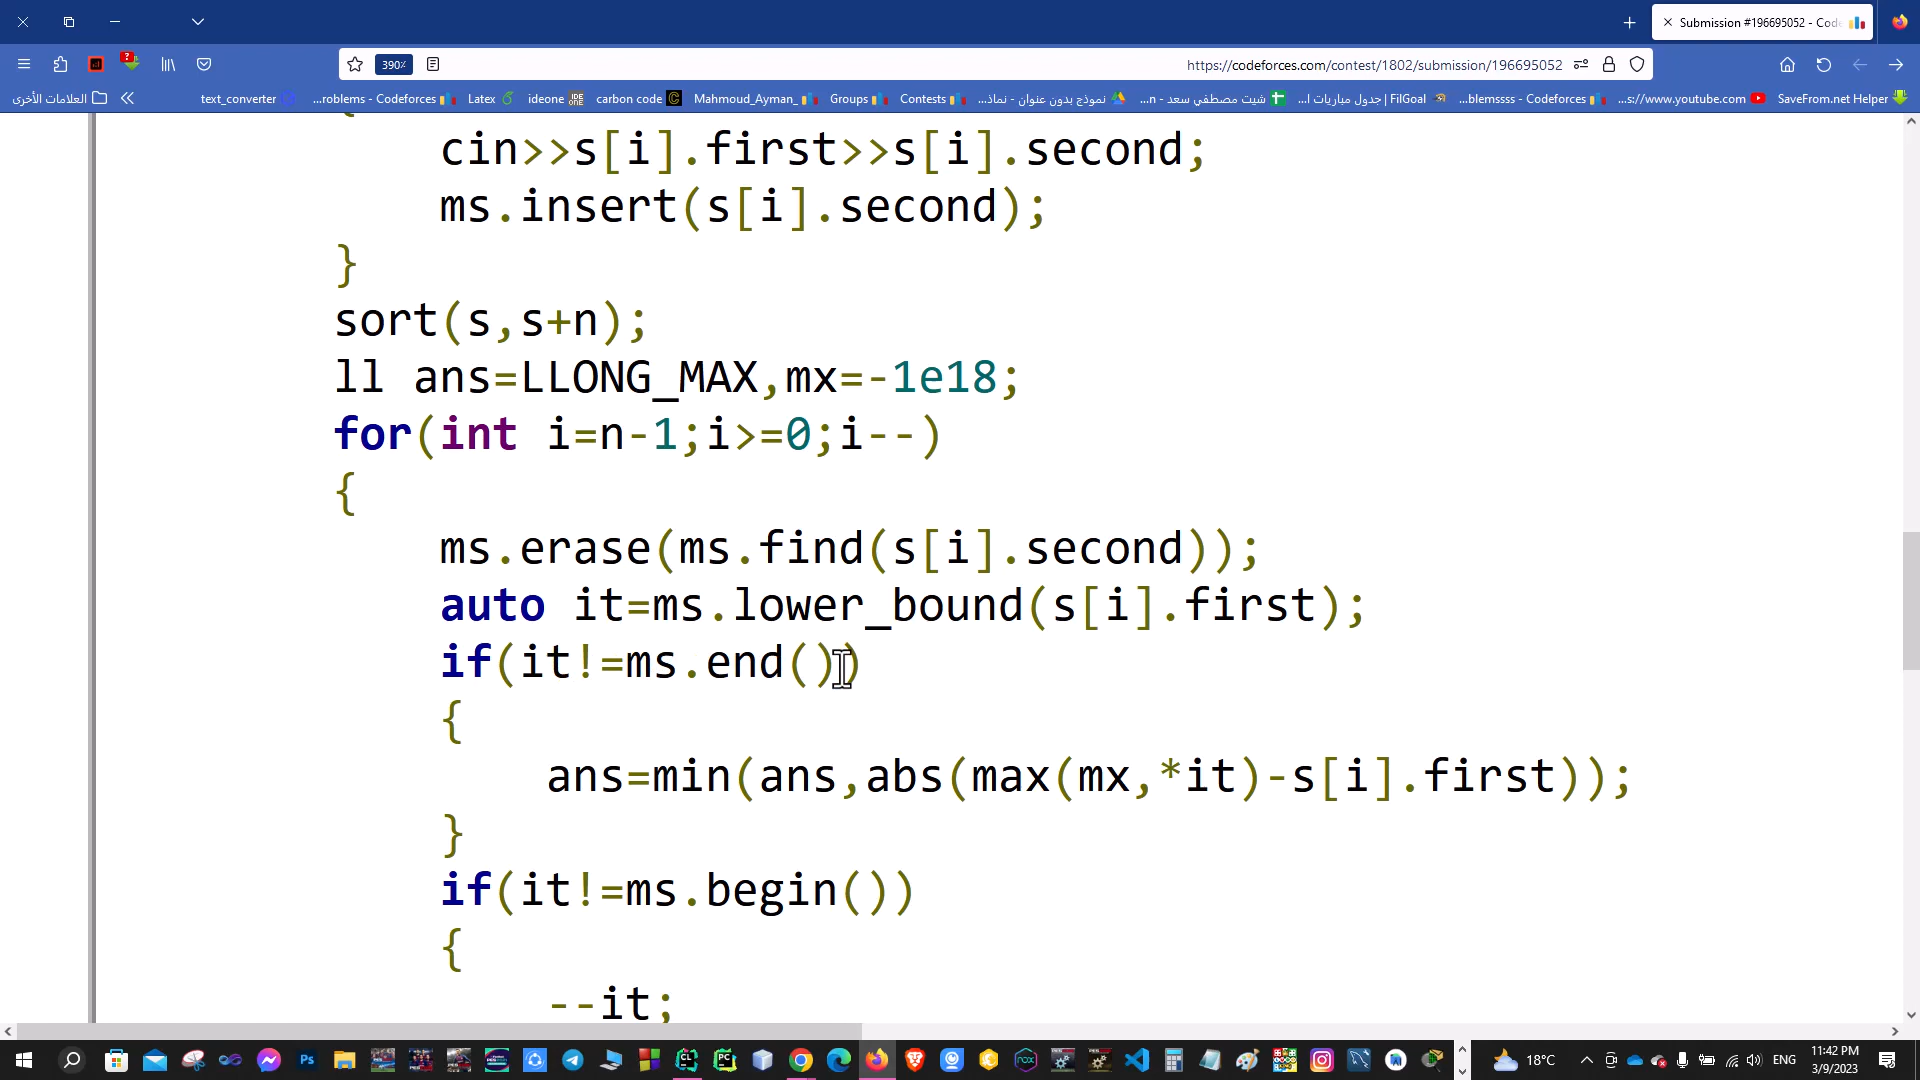 Submission #196695052 - Code
390٪
https://codeforces.com/contest/1802/submission/196695052
العلامات الأخرى
text_converter
...roblems - Codeforces
Latex
ideone
carbon code
Mahmoud_Ayman_
Groups
Contests
نموذج بدون عنوان - نماذ...
شيت مصطفي سعد - n...
جدول مباريات ا... | FilGoal
...blemssss - Codeforces
...s://www.youtube.com
SaveFrom.net Helper
{
cin>>s[i].first>>s[i].second;
ms.insert(s[i].second);
}
sort(s,s+n);
ll ans=LLONG_MAX,mx=-1e18;
for(int i=n-1;i>=0;i--)
{
ms.erase(ms.find(s[i].second));
auto it=ms.lower_bound(s[i].first);
if(it!=ms.end())
{
ans=min(ans,abs(max(mx,*it)-s[i].first));
}
if(it!=ms.begin())
{
--it;
18°C
ENG
11:42 PM
3/9/2023